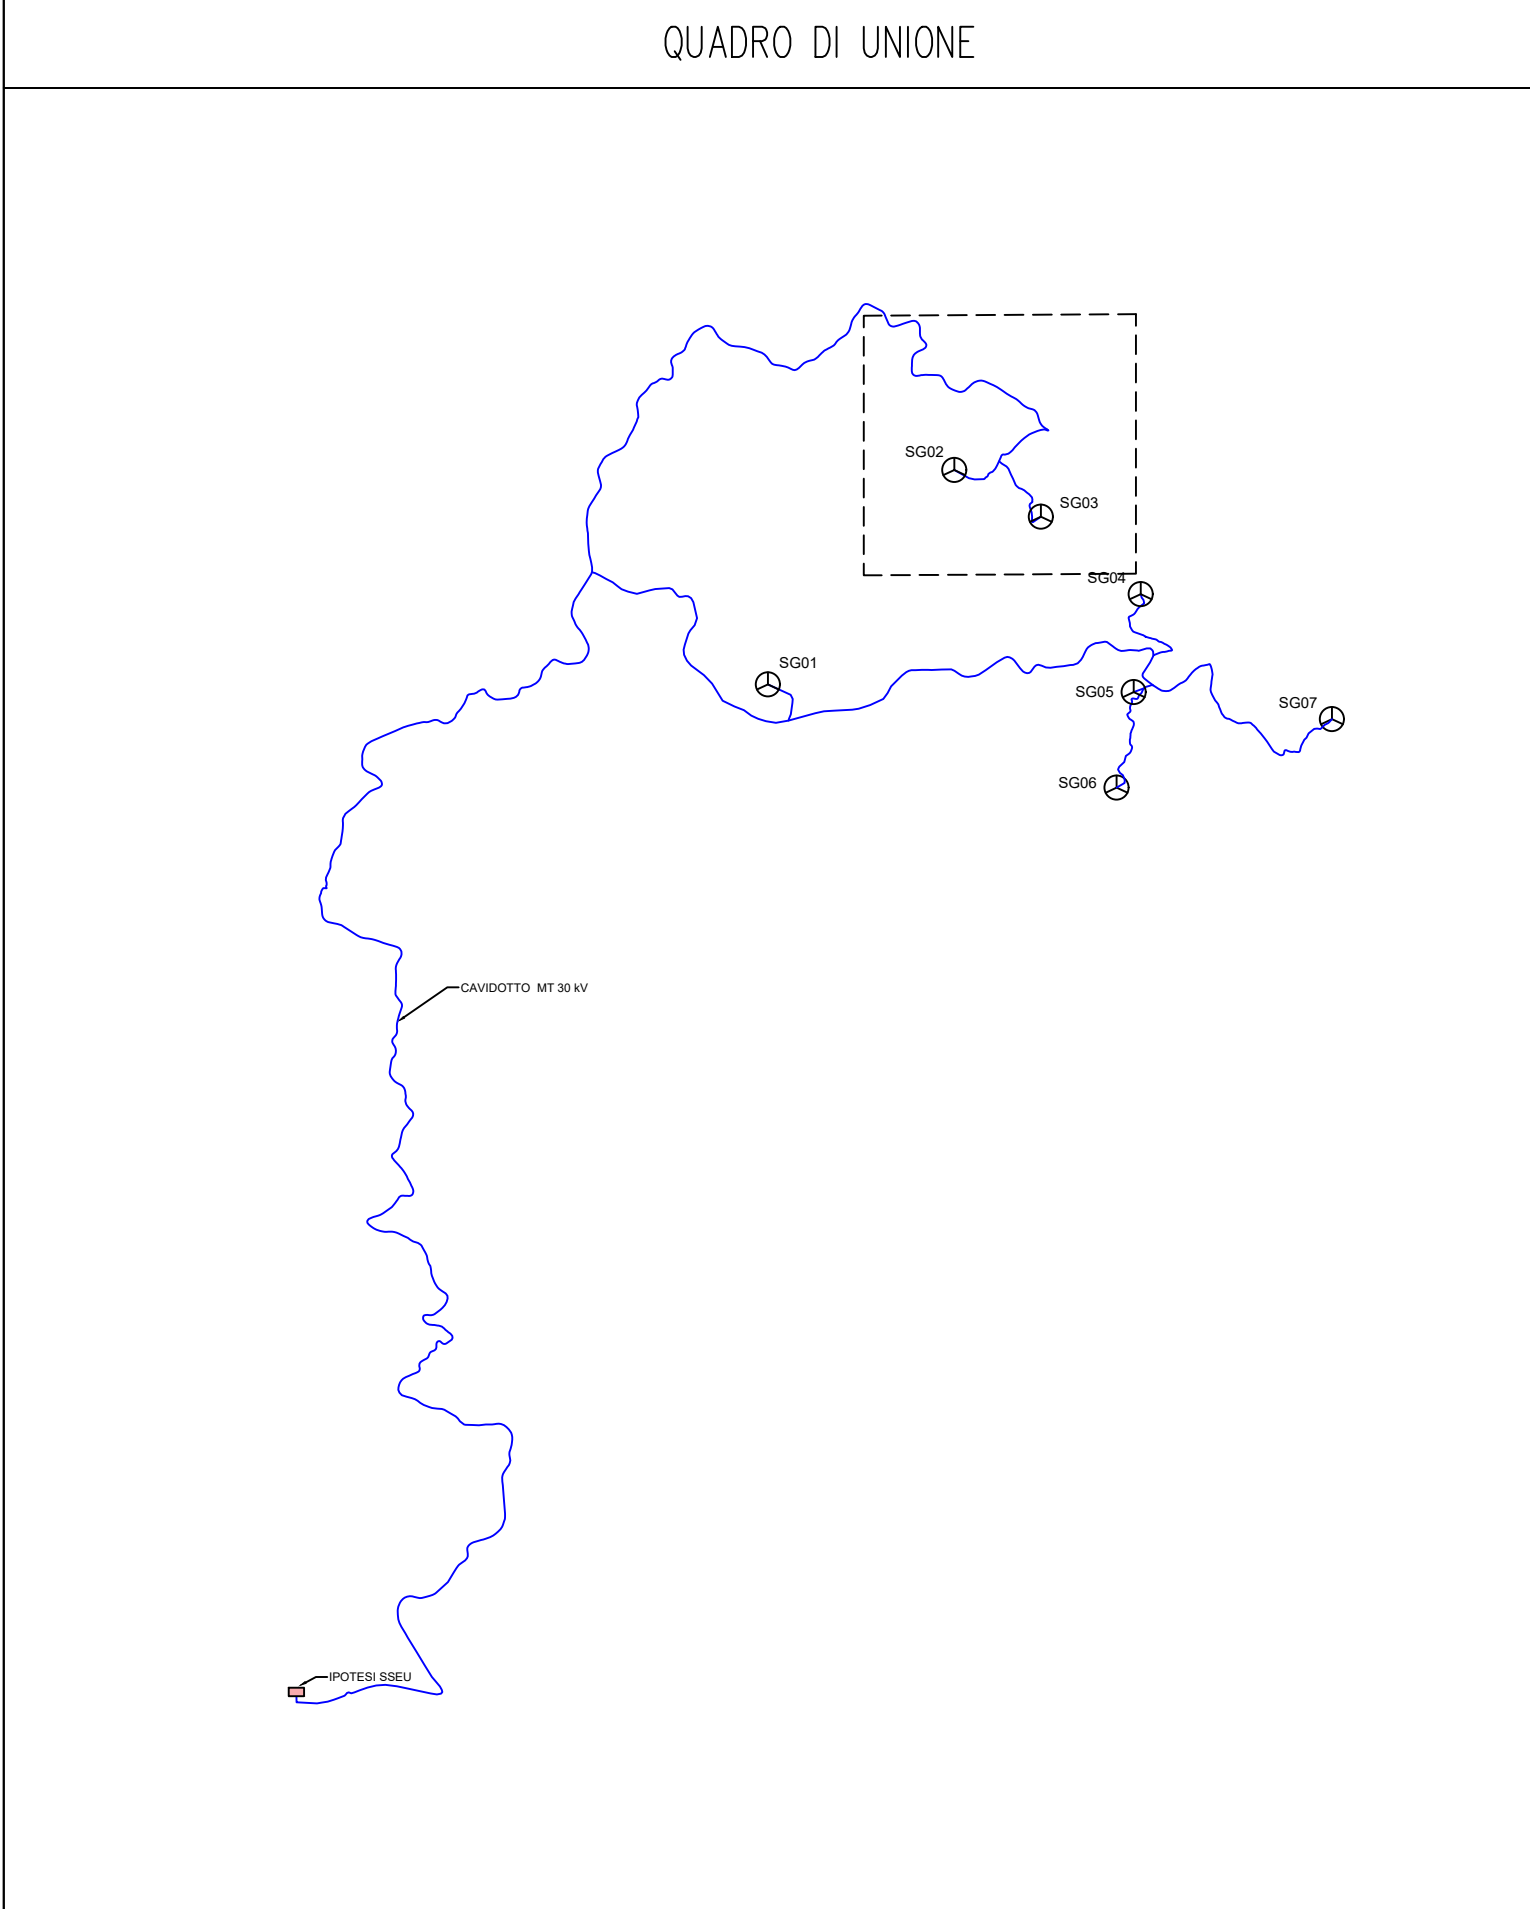 QUADRO DI UNIONE
SG02
SG03
SG04
SG01
SG05
SG07
SG06
CAVIDOTTO MT 30 kV
IPOTESI SSEU